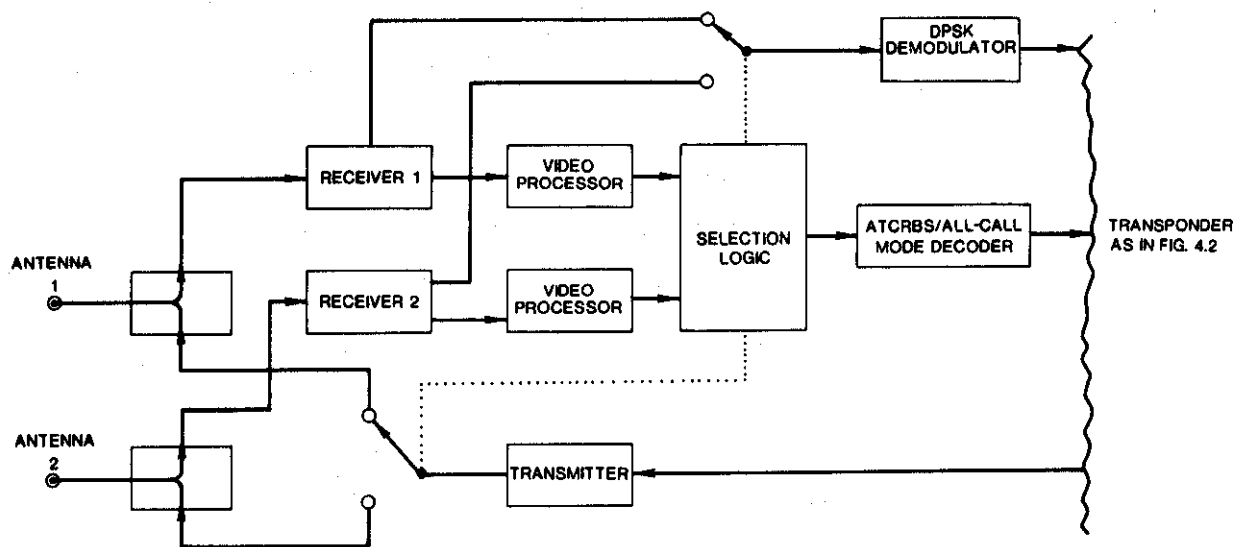 DPSK
DEMODULATOR
RECEIVER 1
VIDEO
PROCESSOR
SELECTION
LOGIC
ATCRBS/ALL-CALL
MODE DECODER
TRANSPONDER
AS IN FIG. 4.2
ANTENNA
1
RECEIVER 2
VIDEO
PROCESSOR
ANTENNA
2
TRANSMITTER